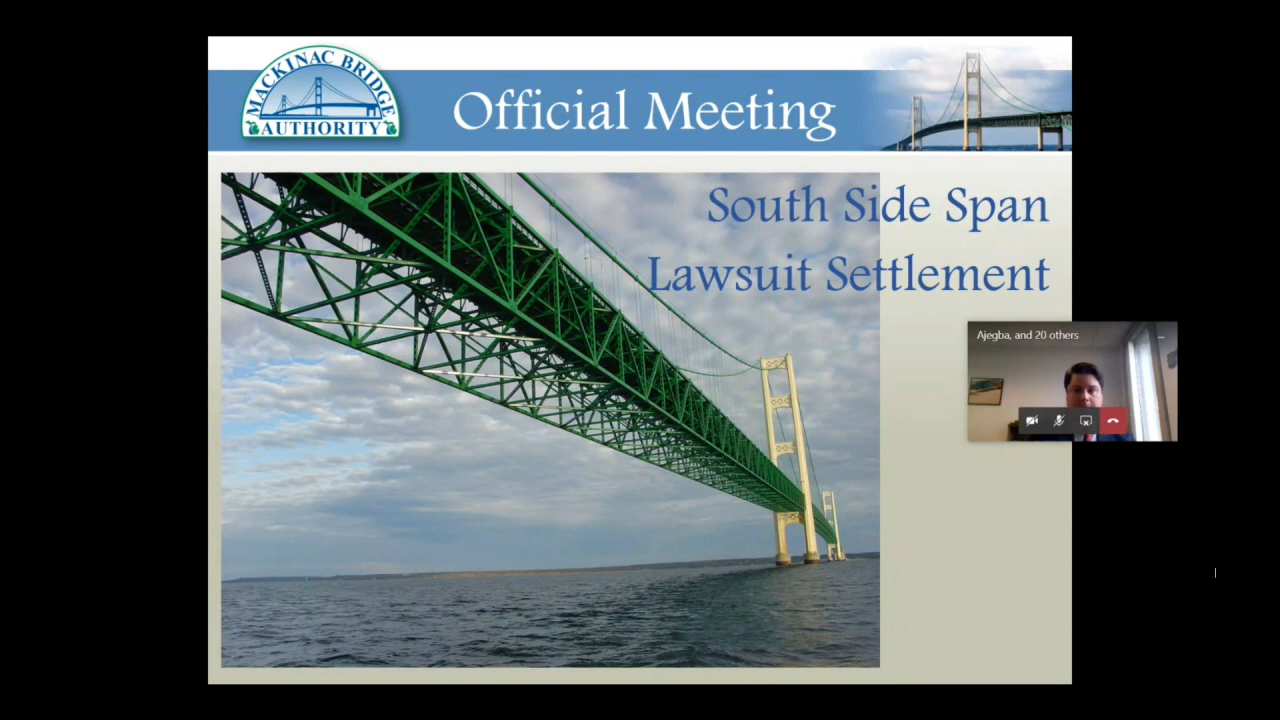 MACKINAC BRIDGE
AUTHORITY
Official Meeting
South Side Span
Lawsuit Settlement
Ajegba, and 20 others